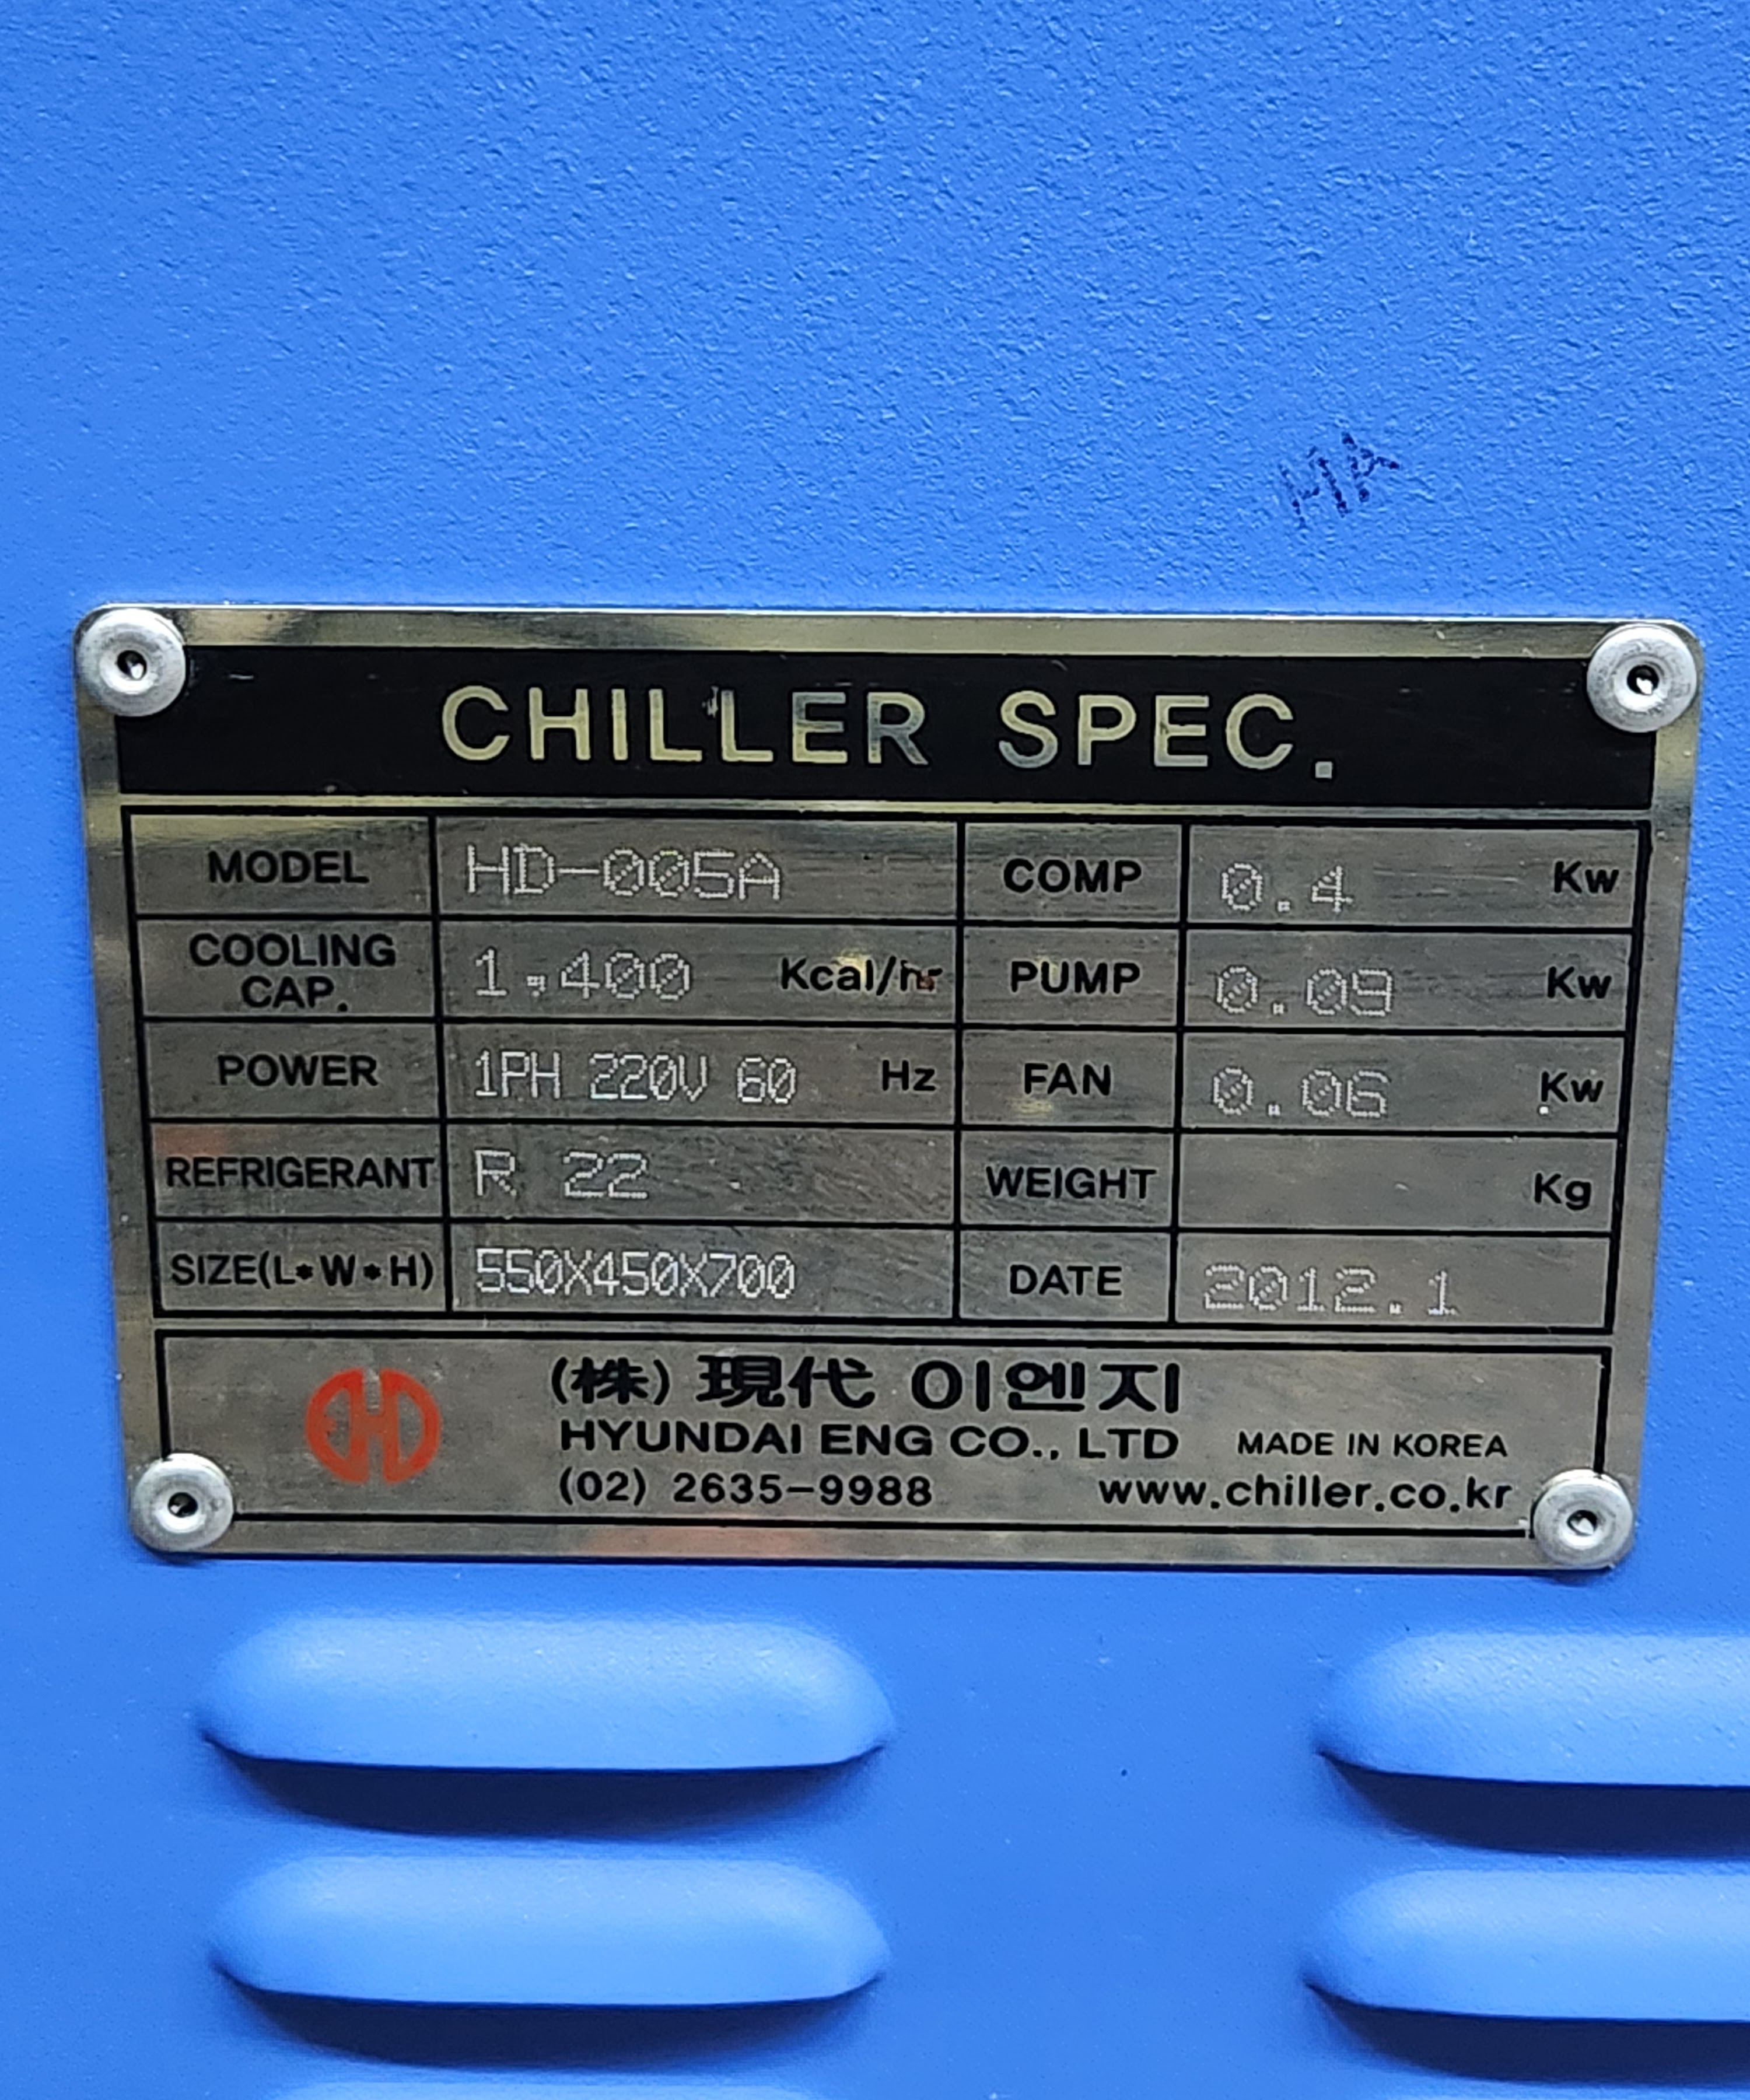 HA
CHILLER SPEC.
MODEL HD-005A COMP 0.4 Kw
COOLING CAP. 1,400 Kcal/hr PUMP 0.09 Kw
POWER 1PH 220V 60 Hz FAN 0.06 Kw
REFRIGERANT R 22 WEIGHT Kg
SIZE(L*W*H) 550X450X700 DATE 2012.1
EHD
(株) 現代 이엔지
HYUNDAI ENG CO., LTD MADE IN KOREA
(02) 2635-9988 www.chiller.co.kr